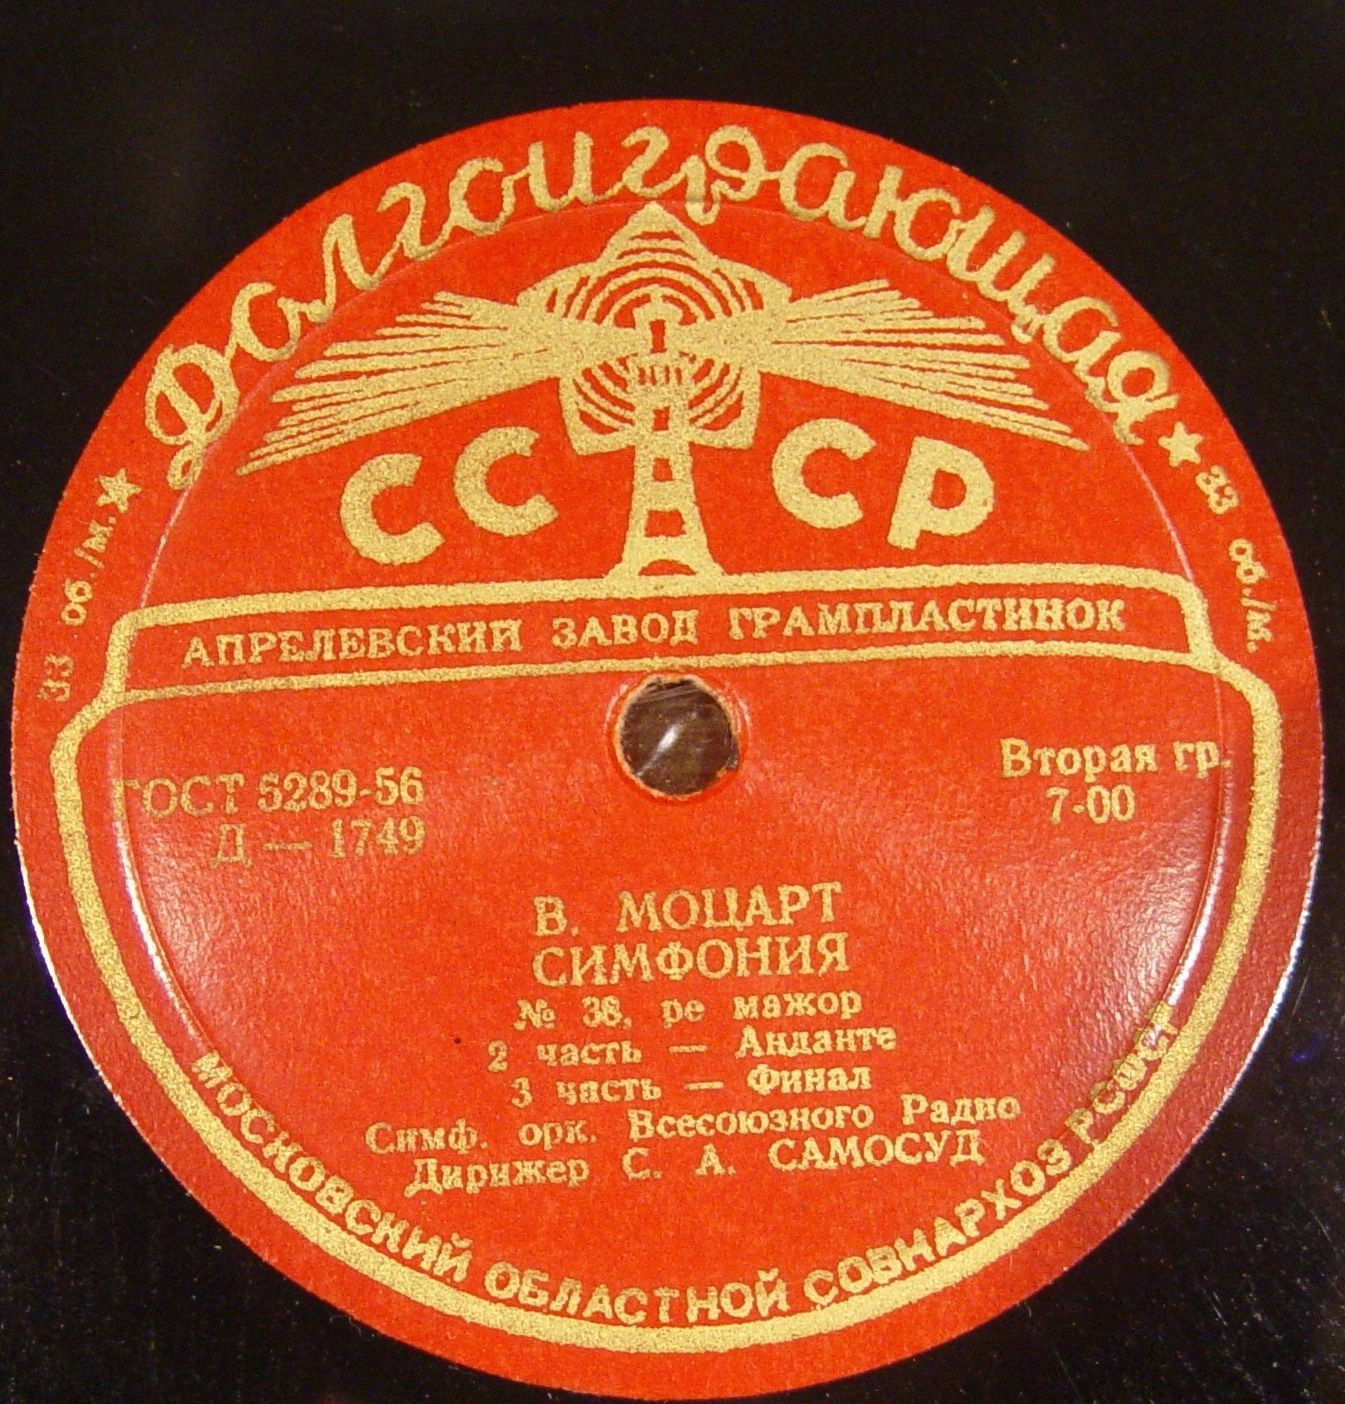 Долгоиграющая
33 об./м.
33 об./м.
СССР
АПРЕЛЕВСКИЙ ЗАВОД ГРАМПЛАСТИНОК
ГОСТ 5289-56
Д — 1749
Вторая гр.
7-00
В. МОЦАРТ
СИМФОНИЯ
№ 38, ре мажор
2 часть — Анданте
3 часть — Финал
Симф. орк. Всесоюзного Радио
Дирижер С. А. САМОСУД
МОСКОВСКИЙ ОБЛАСТНОЙ СОВНАРХОЗ РСФСР